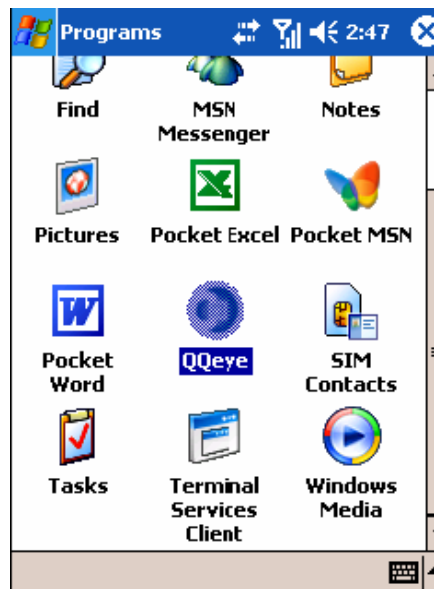 Programs 2:47
Find MSN Messenger Notes
Pictures Pocket Excel Pocket MSN
Pocket Word QQeye SIM Contacts
Tasks Terminal Services Client Windows Media